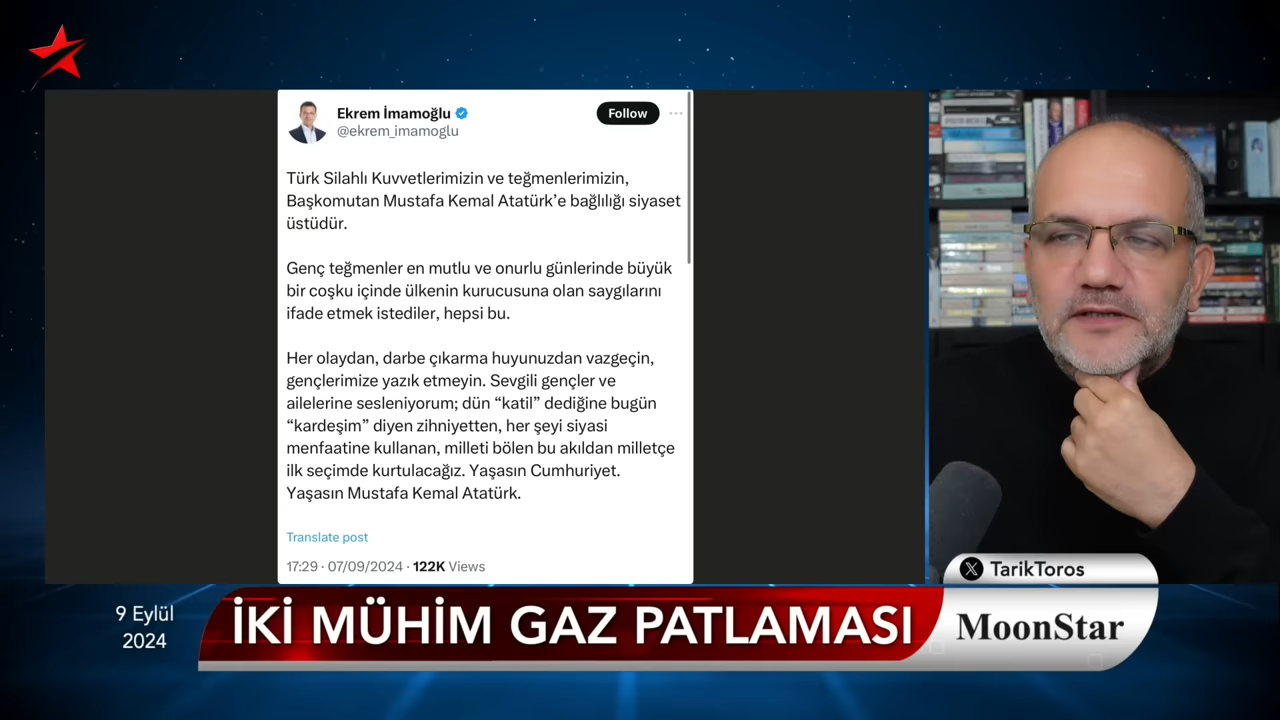 Ekrem İmamoğlu
@ekrem_imamoglu
Follow
Türk Silahlı Kuvvetlerimizin ve teğmenlerimizin,
Başkomutan Mustafa Kemal Atatürk’e bağlılığı siyaset
üstüdür.
Genç teğmenler en mutlu ve onurlu günlerinde büyük
bir coşku içinde ülkenin kurucusuna olan saygılarını
ifade etmek istediler, hepsi bu.
Her olaydan, darbe çıkarma huyunuzdan vazgeçin,
gençlerimize yazık etmeyin. Sevgili gençler ve
ailelerine sesleniyorum; dün “katil” dediğine bugün
“kardeşim” diyen zihniyetten, her şeyi siyasi
menfaatine kullanan, milleti bölen bu akıldan milletçe
ilk seçimde kurtulacağız. Yaşasın Cumhuriyet.
Yaşasın Mustafa Kemal Atatürk.
Translate post
17:29 · 07/09/2024 · 122K Views
TarikToros
9 Eylül
2024
İKİ MÜHİM GAZ PATLAMASI
MoonStar